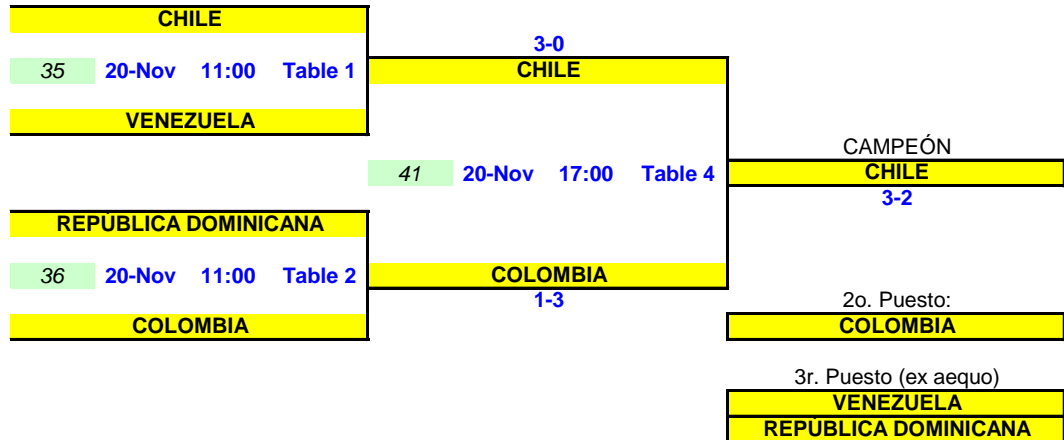 CHILE
3-0
35 20-Nov 11:00 Table 1 CHILE
VENEZUELA
CAMPEÓN
41 20-Nov 17:00 Table 4 CHILE
3-2
REPÚBLICA DOMINICANA
36 20-Nov 11:00 Table 2 COLOMBIA
1-3
2o. Puesto:
COLOMBIA COLOMBIA
3r. Puesto (ex aequo)
VENEZUELA
REPÚBLICA DOMINICANA